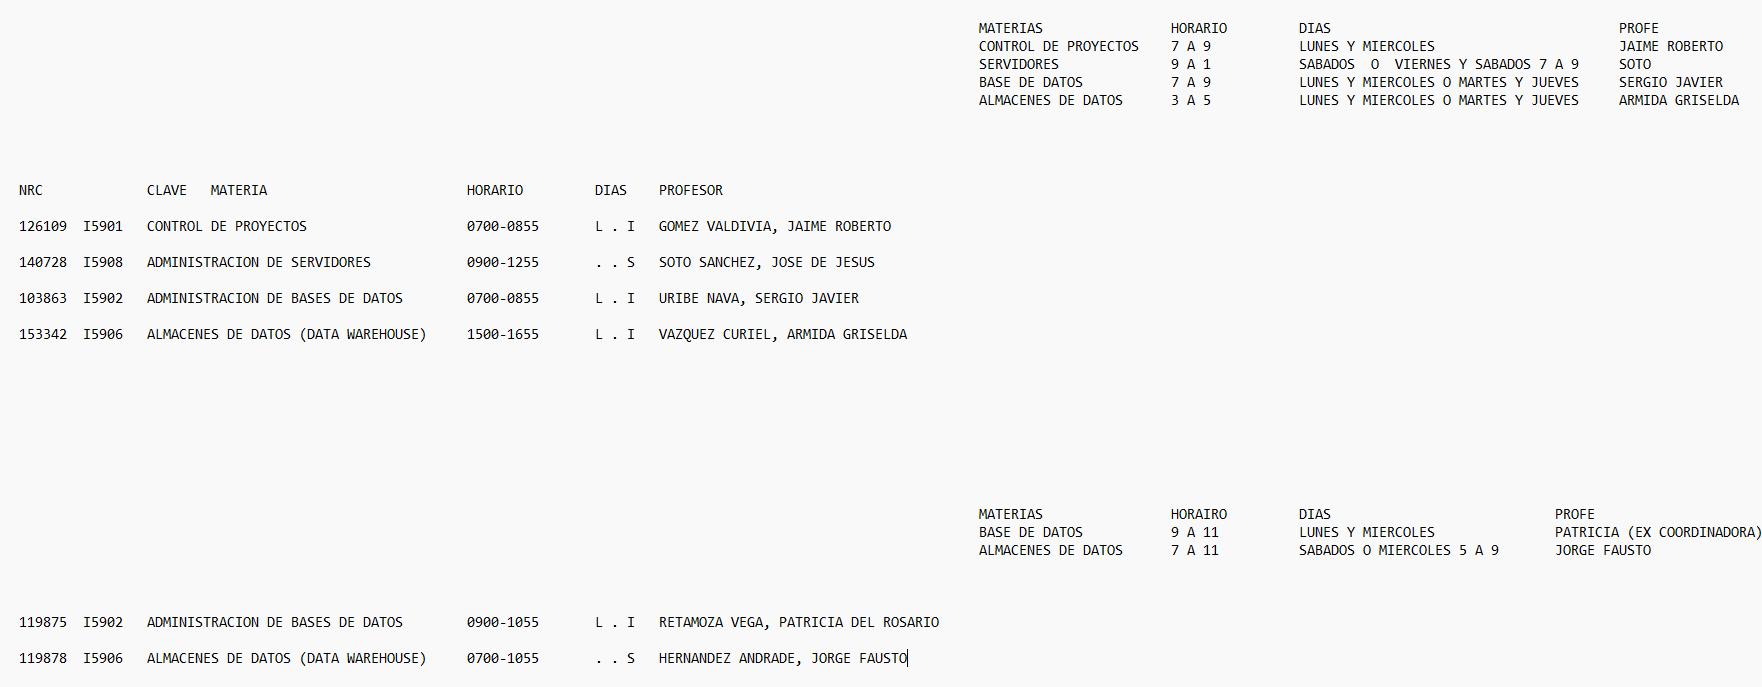 MATERIAS HORARIO DIAS PROFE
CONTROL DE PROYECTOS 7 A 9 LUNES Y MIERCOLES JAIME ROBERTO
SERVIDORES 9 A 1 SABADOS O VIERNES Y SABADOS 7 A 9 SOTO
BASE DE DATOS 7 A 9 LUNES Y MIERCOLES O MARTES Y JUEVES SERGIO JAVIER
ALMACENES DE DATOS 3 A 5 LUNES Y MIERCOLES O MARTES Y JUEVES ARMIDA GRISELDA
NRC CLAVE MATERIA HORARIO DIAS PROFESOR
126109 I5901 CONTROL DE PROYECTOS 0700-0855 L . I GOMEZ VALDIVIA, JAIME ROBERTO
140728 I5908 ADMINISTRACION DE SERVIDORES 0900-1255 . . S SOTO SANCHEZ, JOSE DE JESUS
103863 I5902 ADMINISTRACION DE BASES DE DATOS 0700-0855 L . I URIBE NAVA, SERGIO JAVIER
153342 I5906 ALMACENES DE DATOS (DATA WAREHOUSE) 1500-1655 L . I VAZQUEZ CURIEL, ARMIDA GRISELDA
MATERIAS HORAIRO DIAS PROFE
BASE DE DATOS 9 A 11 LUNES Y MIERCOLES PATRICIA (EX COORDINADORA)
ALMACENES DE DATOS 7 A 11 SABADOS O MIERCOLES 5 A 9 JORGE FAUSTO
119875 I5902 ADMINISTRACION DE BASES DE DATOS 0900-1055 L . I RETAMOZA VEGA, PATRICIA DEL ROSARIO
119878 I5906 ALMACENES DE DATOS (DATA WAREHOUSE) 0700-1055 . . S HERNANDEZ ANDRADE, JORGE FAUSTO